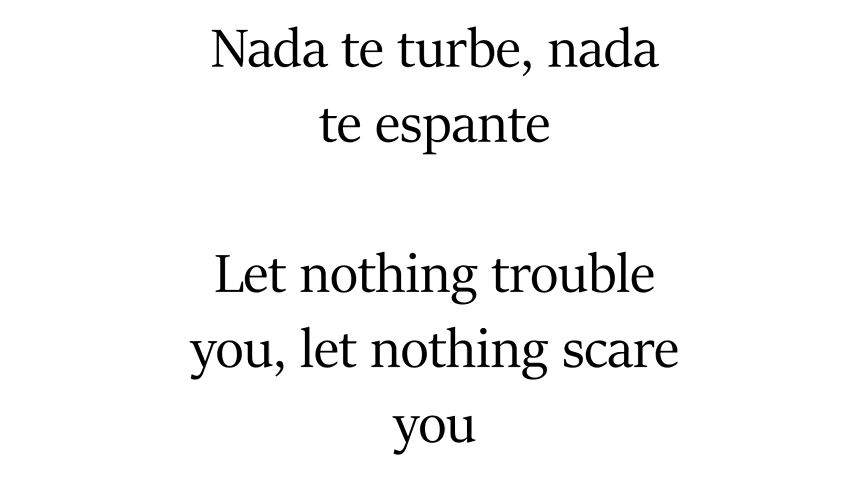 Nada te turbe, nada
te espante
Let nothing trouble
you, let nothing scare
you